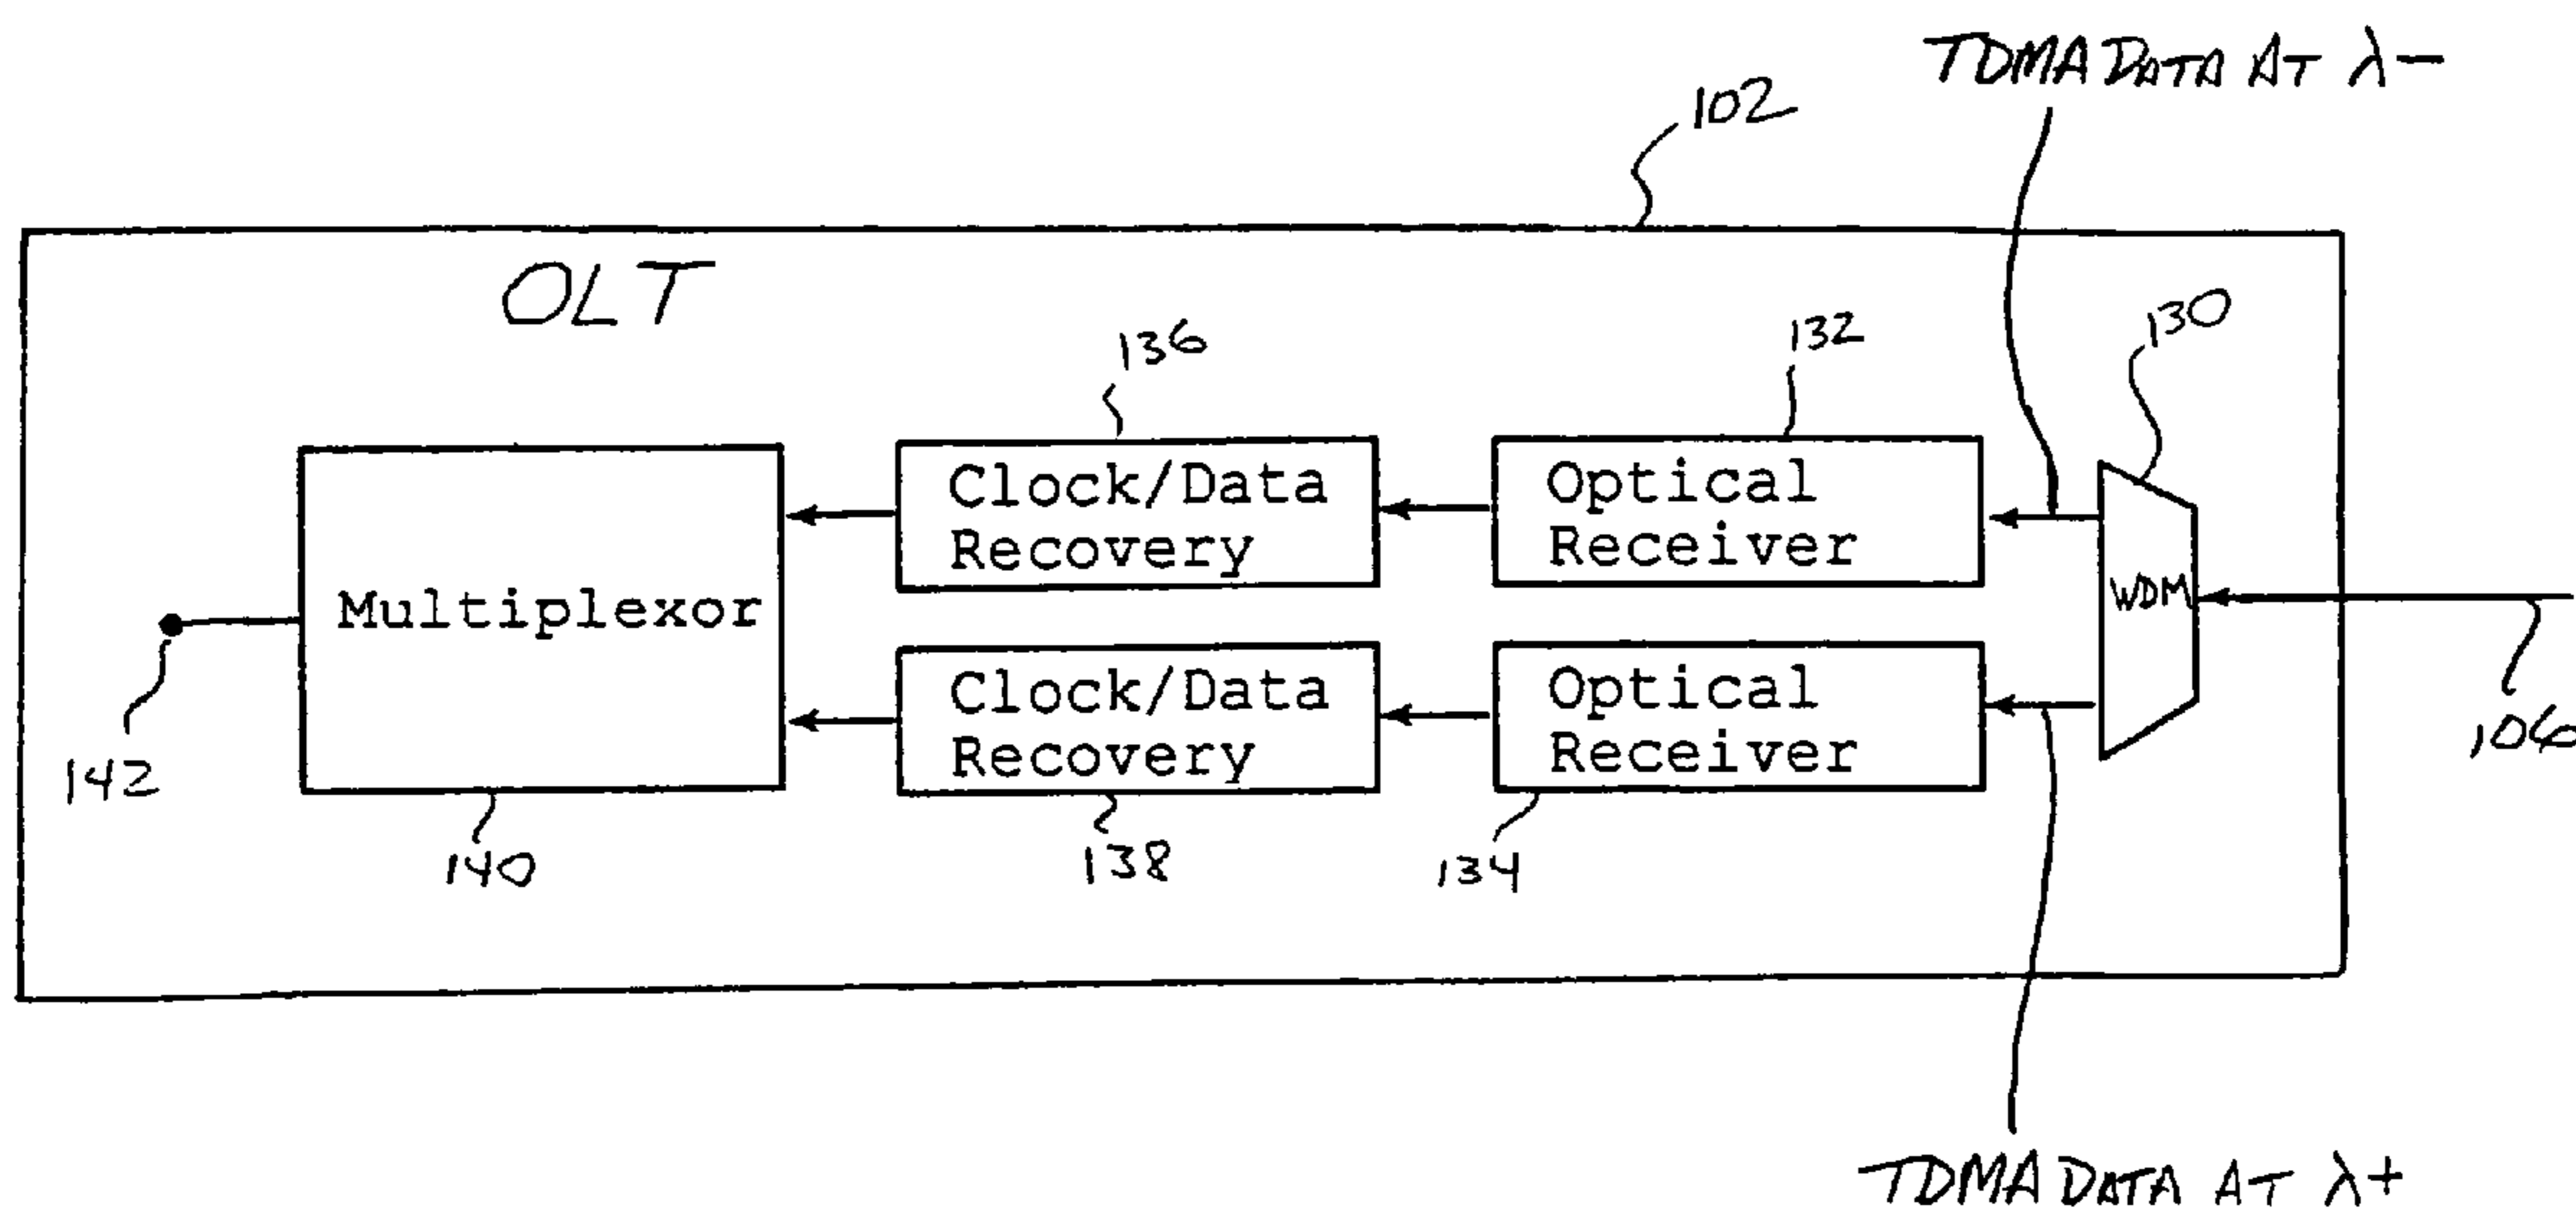 TDMA DATA AT λ-
102
OLT
136
132
130
Clock/Data
Recovery
Optical
Receiver
Multiplexor
WDM
Clock/Data
Recovery
Optical
Receiver
106
142
140
138
134
TDMA DATA AT λ+